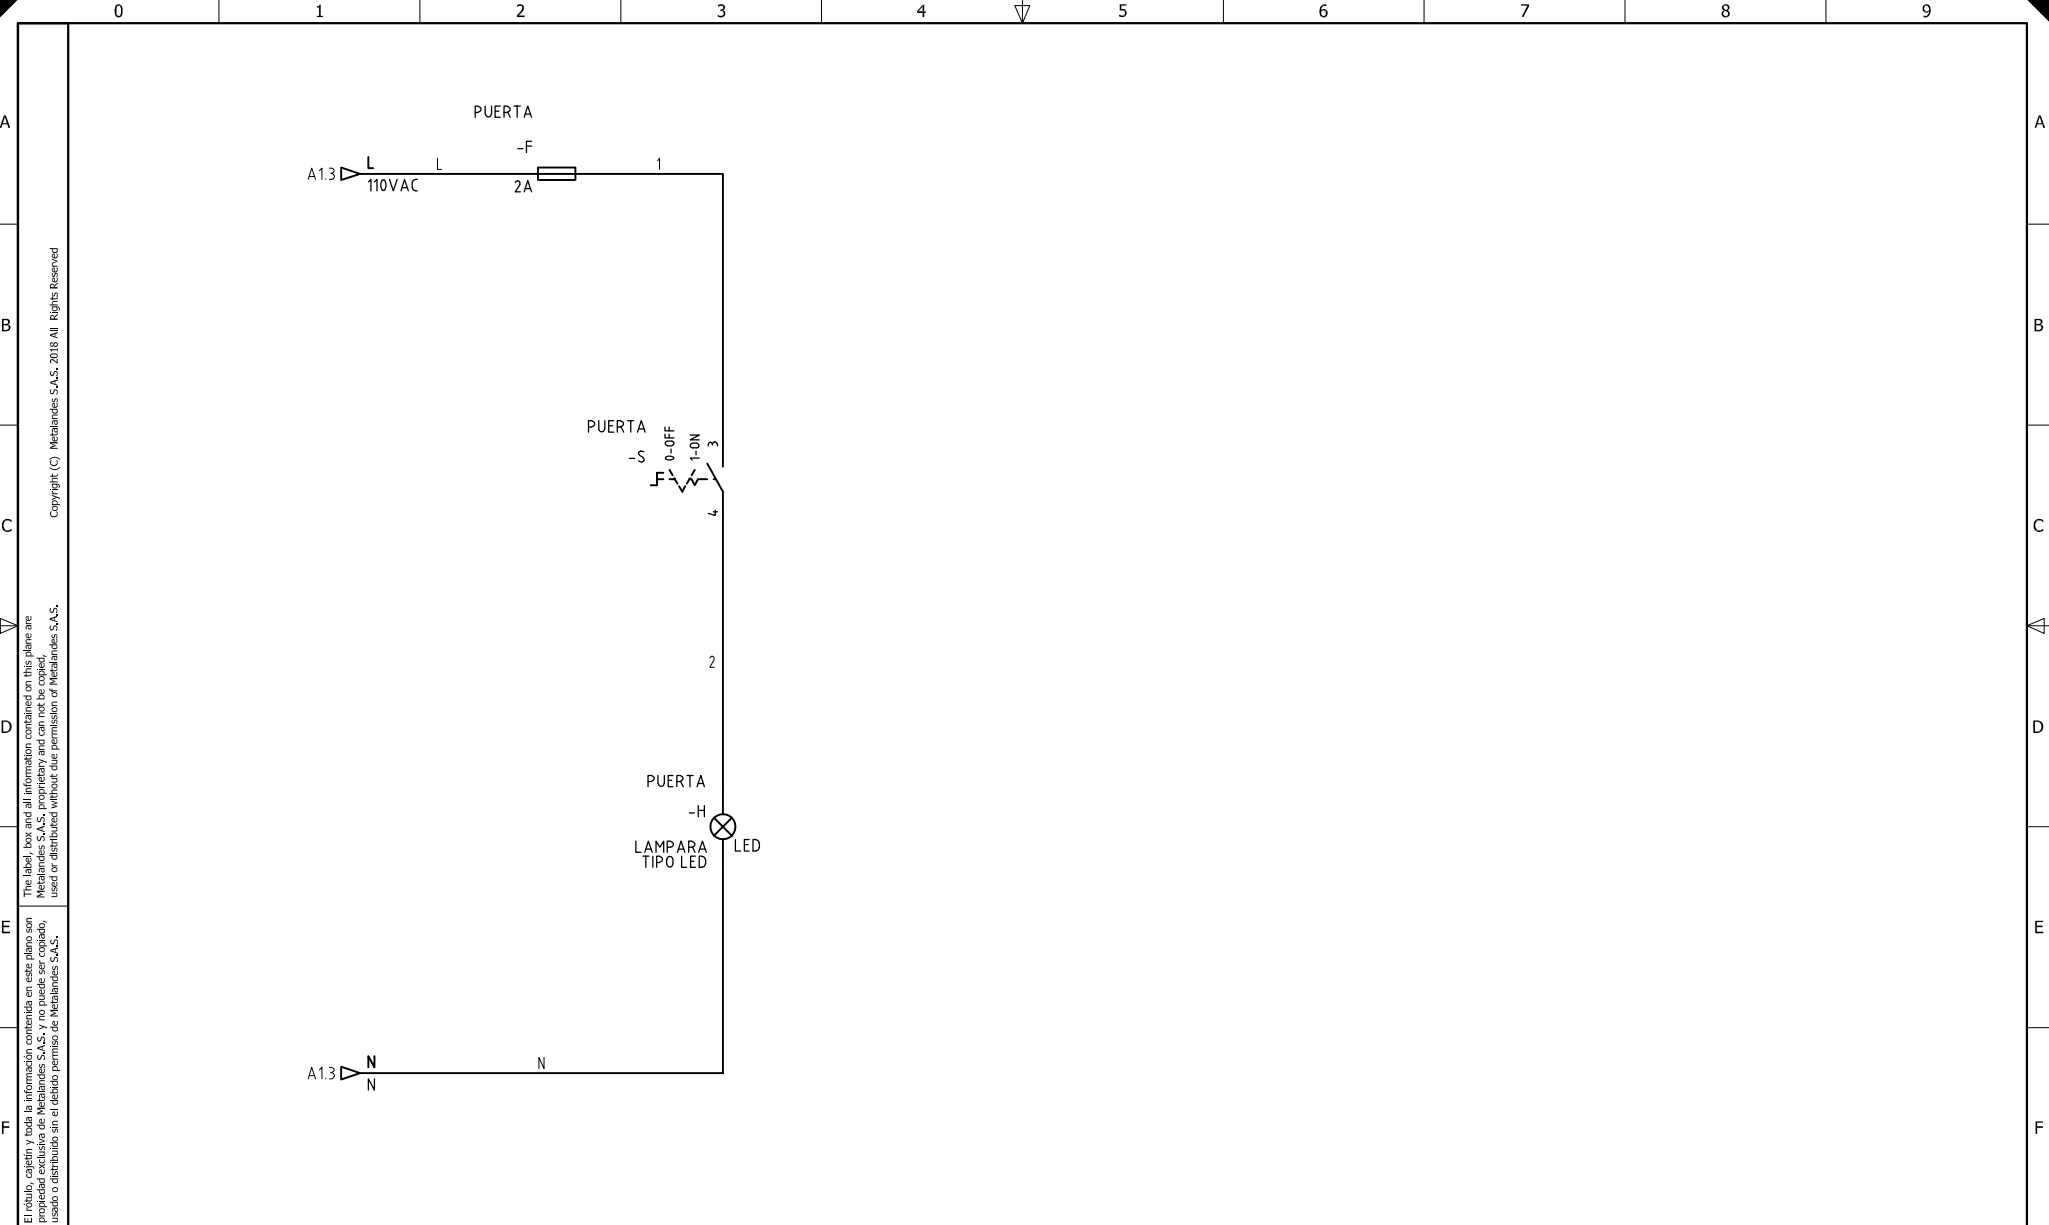 0 1 2 3 4 5 6 7 8 9
A A
PUERTA
-F
L L 1
A1.3
110VAC 2A
B B
PUERTA
-S
0-OFF
1-ON
3
4
C C
2
D D
PUERTA
-H
LAMPARA LED
TIPO LED
E E
N N
A1.3
N
F F
Copyright (C) Metalandes S.A.S. 2018 All Rights Reserved
The label, box and all information contained on this plane are
Metalandes S.A.S. proprietary and can not be copied,
used or distributed without due permission of Metalandes S.A.S.
El rótulo, cajetín y toda la información contenida en este plano son
propiedad exclusiva de Metalandes S.A.S. y no puede ser copiado,
usado o distribuido sin el debido permiso de Metalandes S.A.S.